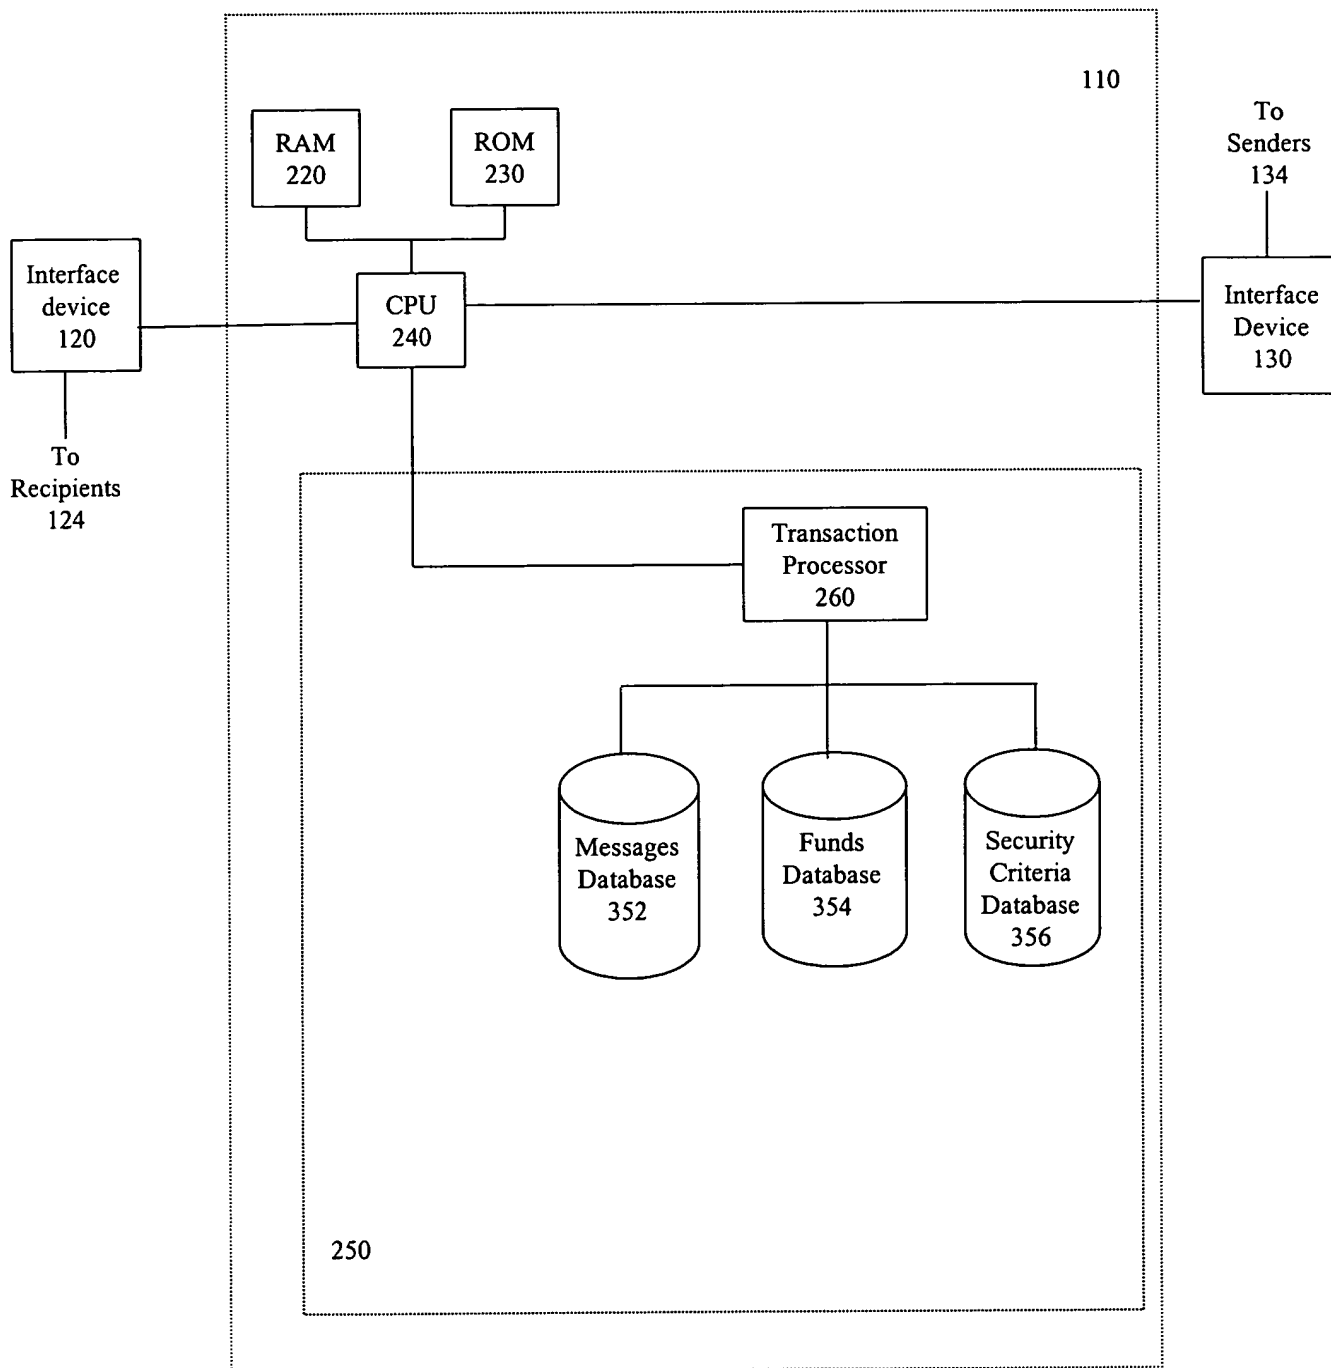 110
RAM
220
ROM
230
To
Senders
134
Interface
device
120
CPU
240
Interface
Device
130
To
Recipients
124
Transaction
Processor
260
Messages
Database
352
Funds
Database
354
Security
Criteria
Database
356
250